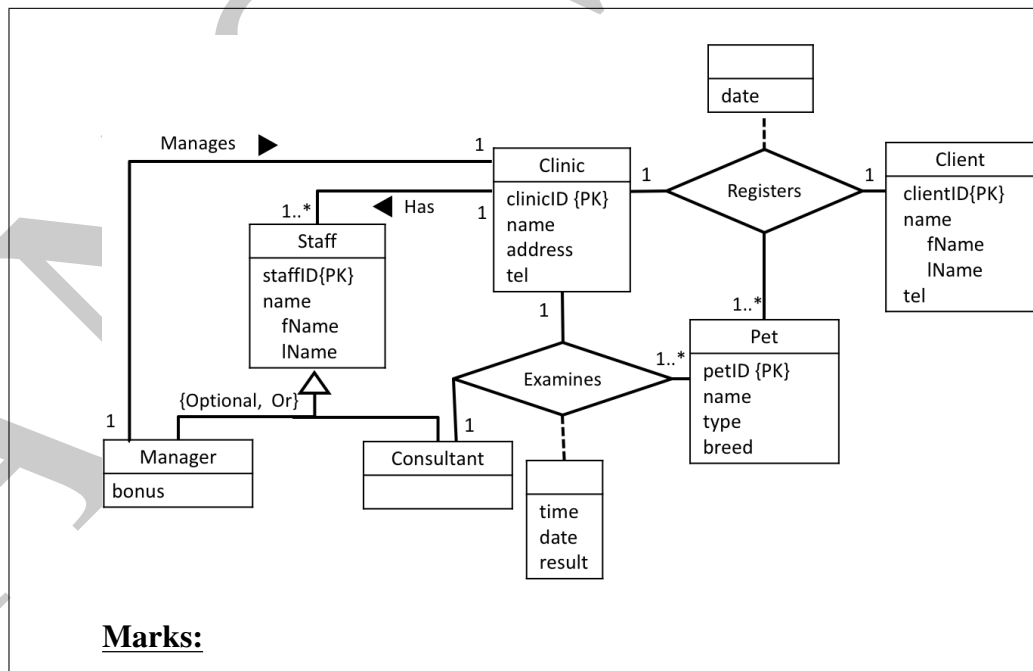 date
Manages ▶
1
Clinic
clinicID {PK}
name
address
tel
1
Registers
1
Client
clientID{PK}
name
fName
lName
tel
◀ Has
1
1..*
Staff
staffID{PK}
name
fName
lName
1
1..*
Pet
petID {PK}
name
type
breed
Examines
1..*
{Optional, Or}
1
Manager
bonus
Consultant
1
time
date
result
Marks: